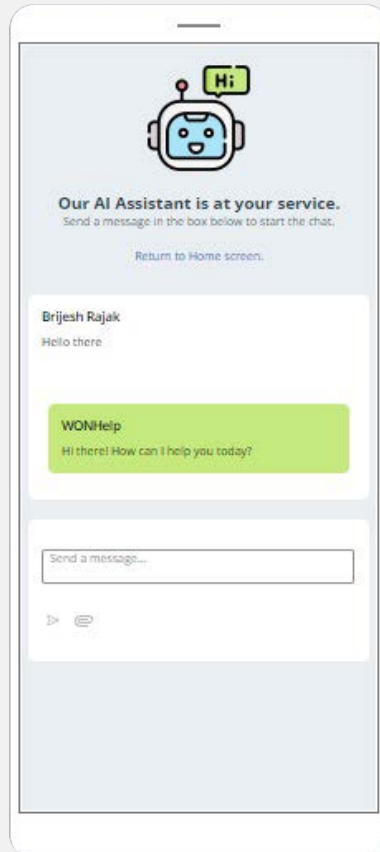 Hi
Our AI Assistant is at your service.
Send a message in the box below to start the chat.
Return to Home screen.
Brijesh Rajak
Hello there
WONHelp
Hi there! How can I help you today?
Send a message...